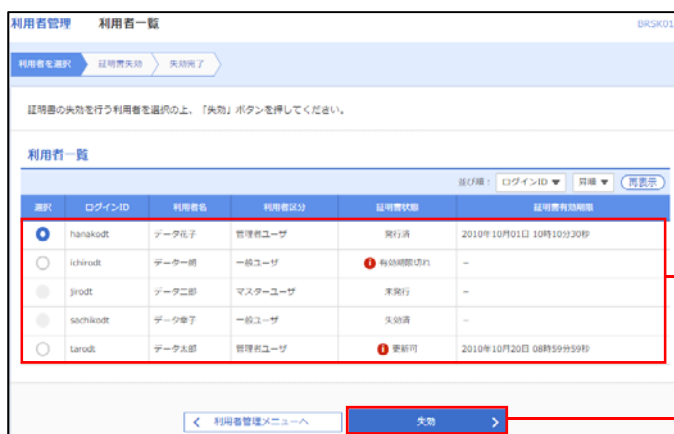 利用者管理 利用者一覧 BRSK01
利用者を選択 証明書失効 失効完了
証明書の失効を行う利用者を選択の上、「失効」ボタンを押してください。
利用者一覧
並び順： ログインID ▼ 昇順 ▼ 再表示
選択 ログインID 利用者名 利用者区分 証明書状態 証明書有効期限
hanakodt データ花子 管理者ユーザ 発行済 2010年10月01日 10時10分30秒
ichirodt データ一朗 一般ユーザ 有効期限切れ －
jirodt データ二郎 マスターユーザ 未発行 －
sachikodt データ幸子 一般ユーザ 失効済 －
tarodt データ太郎 管理者ユーザ 更新可 2010年10月20日 08時59分59秒
利用者管理メニューへ 失効